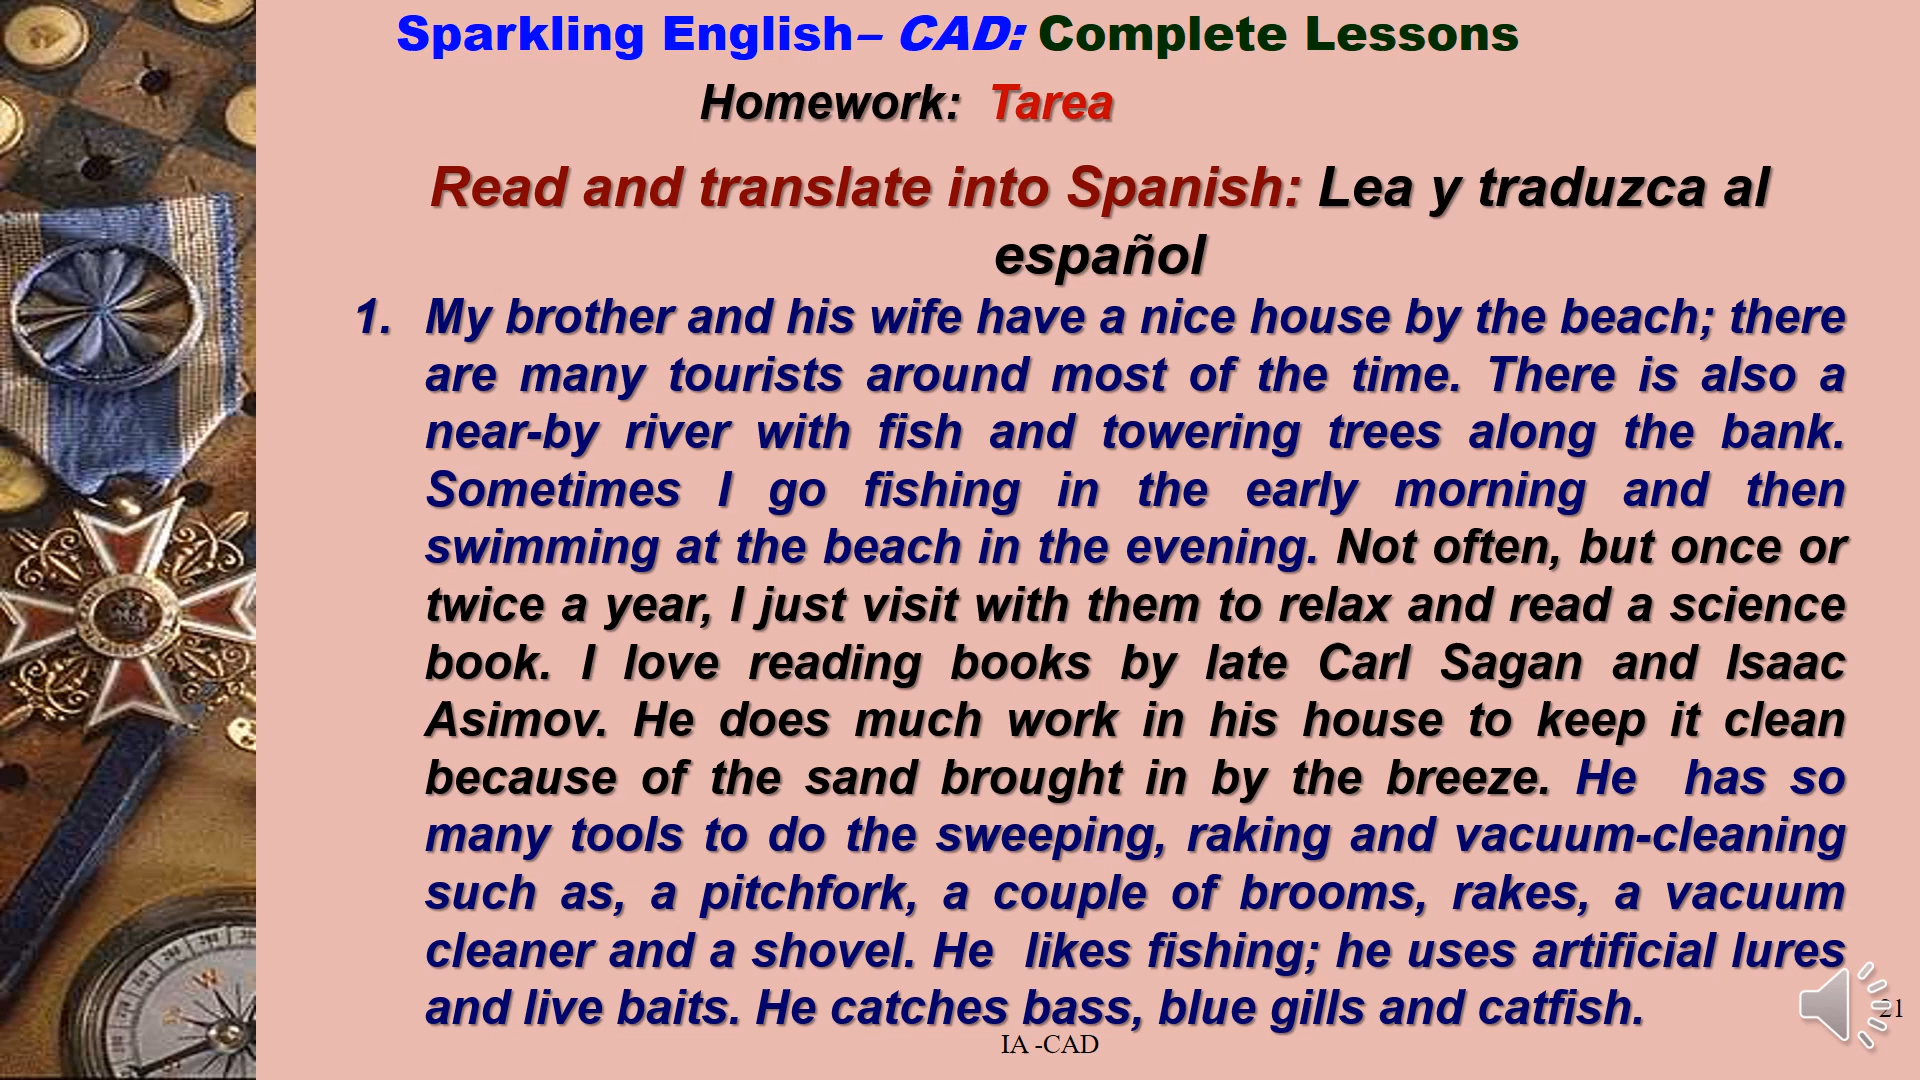 Sparkling English– CAD: Complete Lessons
Homework: Tarea
Read and translate into Spanish: Lea y traduzca al
español
1. My brother and his wife have a nice house by the beach; there
are many tourists around most of the time. There is also a
near-by river with fish and towering trees along the bank.
Sometimes I go fishing in the early morning and then
swimming at the beach in the evening. Not often, but once or
twice a year, I just visit with them to relax and read a science
book. I love reading books by late Carl Sagan and Isaac
Asimov. He does much work in his house to keep it clean
because of the sand brought in by the breeze. He has so
many tools to do the sweeping, raking and vacuum-cleaning
such as, a pitchfork, a couple of brooms, rakes, a vacuum
cleaner and a shovel. He likes fishing; he uses artificial lures
and live baits. He catches bass, blue gills and catfish.
21
IA -CAD